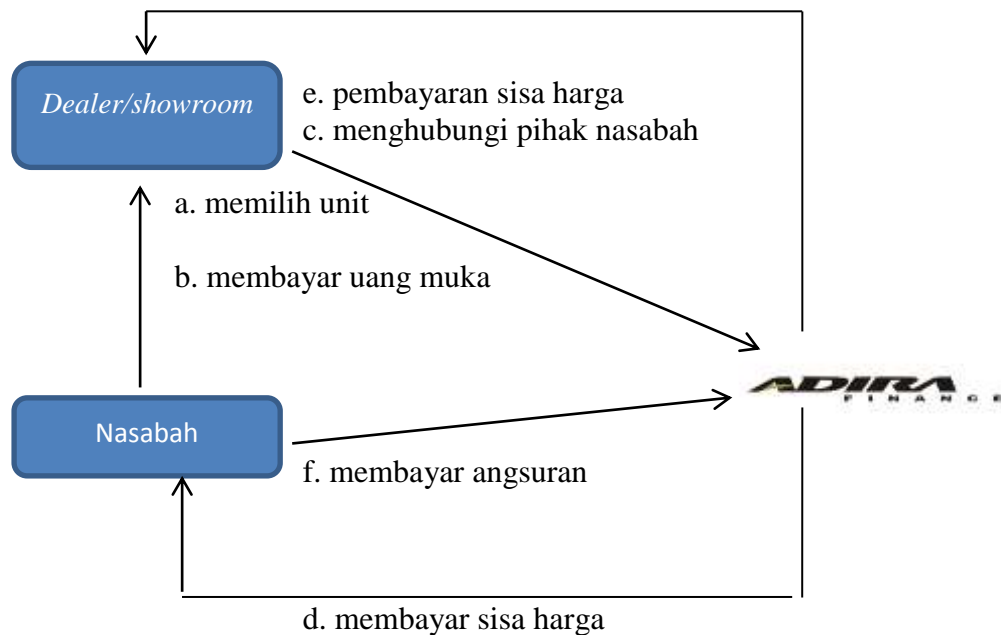 Dealer/showroom
e. pembayaran sisa harga
c. menghubungi pihak nasabah
a. memilih unit
b. membayar uang muka
ADIRA
FINANCE
Nasabah
f. membayar angsuran
d. membayar sisa harga